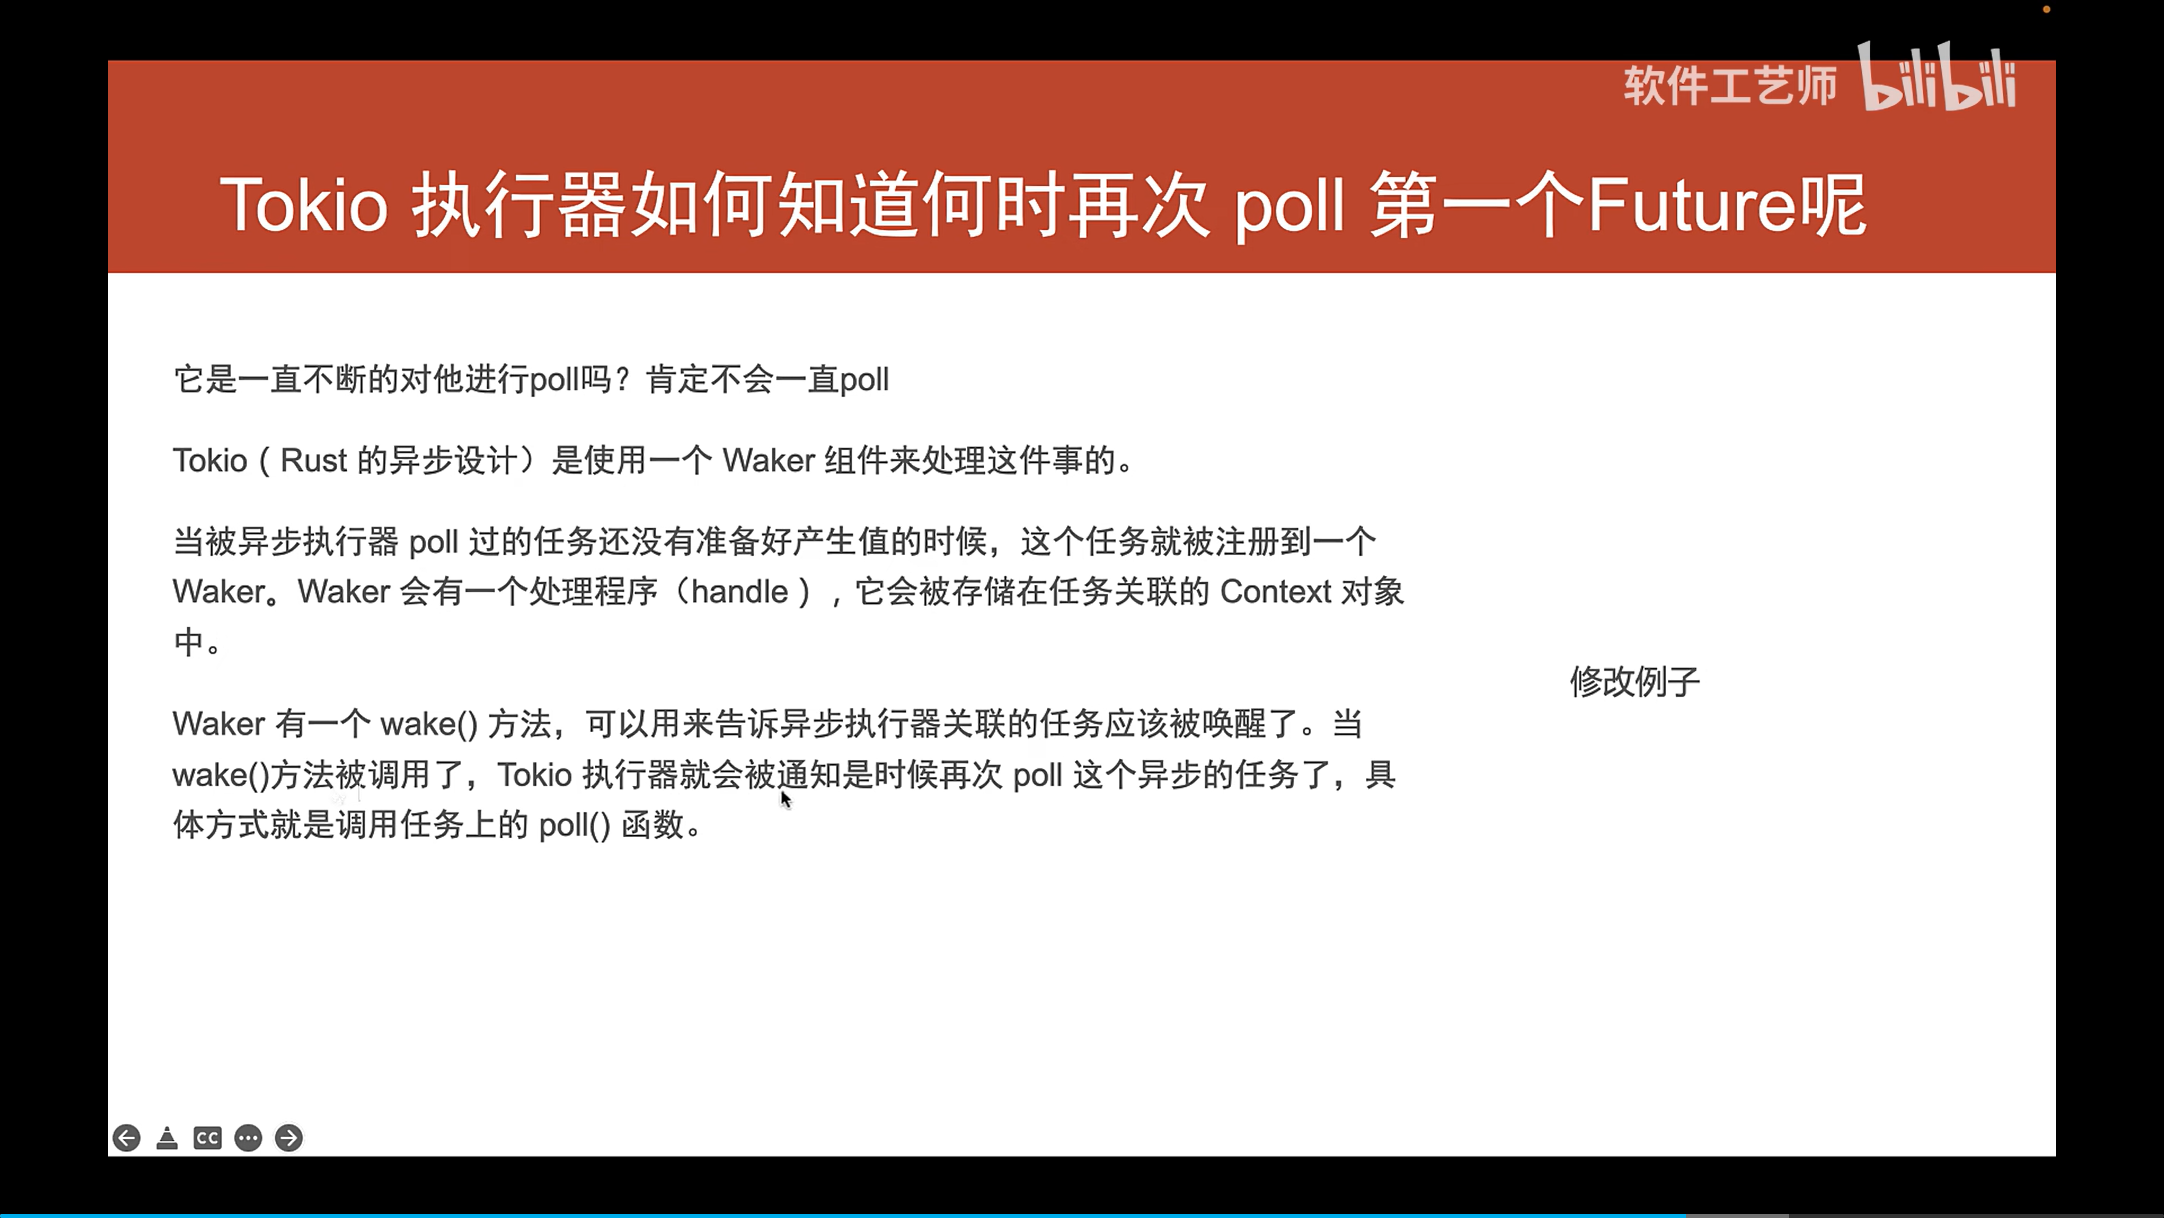 软件工艺师 bilibili
Tokio 执行器如何知道何时再次 poll 第一个Future呢
它是一直不断的对他进行poll吗？肯定不会一直poll
Tokio（ Rust 的异步设计）是使用一个 Waker 组件来处理这件事的。
当被异步执行器 poll 过的任务还没有准备好产生值的时候，这个任务就被注册到一个
Waker。Waker 会有一个处理程序（handle ），它会被存储在任务关联的 Context 对象
中。
修改例子
Waker 有一个 wake() 方法，可以用来告诉异步执行器关联的任务应该被唤醒了。当
wake()方法被调用了，Tokio 执行器就会被通知是时候再次 poll 这个异步的任务了，具
体方式就是调用任务上的 poll() 函数。
CC